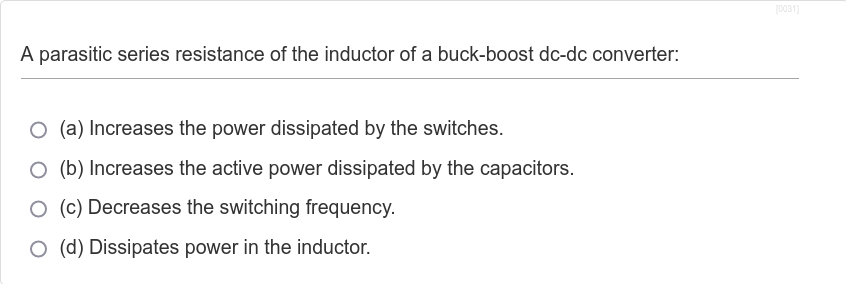 [0031]
A parasitic series resistance of the inductor of a buck-boost dc-dc converter:
(a) Increases the power dissipated by the switches.
(b) Increases the active power dissipated by the capacitors.
(c) Decreases the switching frequency.
(d) Dissipates power in the inductor.